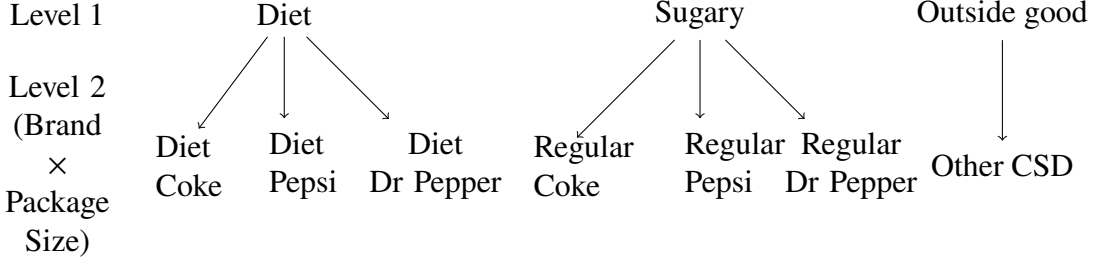 Level 1
Diet
Sugary
Outside good
Level 2
(Brand
×
Package
Size)
Diet
Coke
Diet
Pepsi
Diet
Dr Pepper
Regular
Coke
Regular
Pepsi
Regular
Dr Pepper
Other CSD